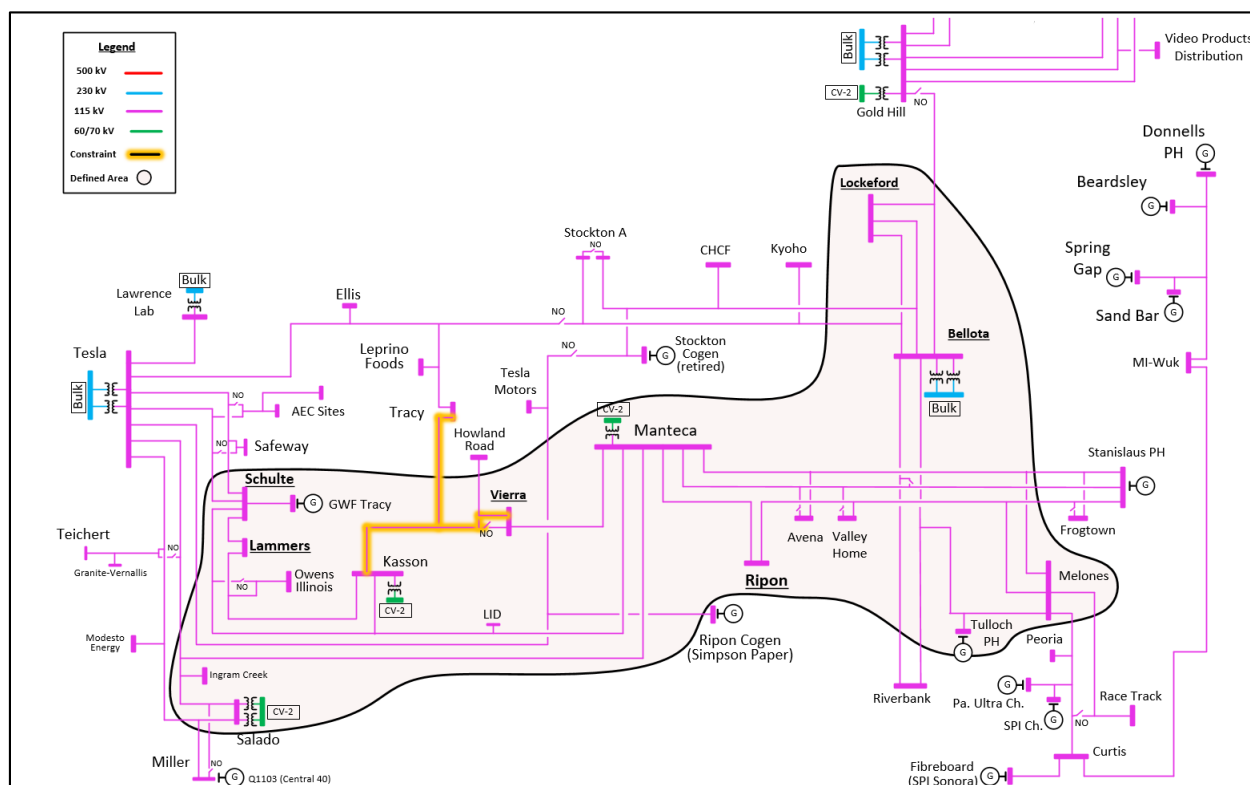 Legend
500 kV
230 kV
115 kV
60/70 kV
Constraint
Defined Area
Bulk
CV-2
Gold Hill
NO
Video Products
Distribution
Donnells
PH
G
Beardsley
G
Spring
Gap
G
Sand Bar
G
MI-Wuk
Lockeford
Stockton A
NO
CHCF
Kyoho
Bulk
Lawrence
Lab
Ellis
NO
Tesla
Bulk
Leprino
Foods
NO
Stockton
Cogen
(retired)
G
Bellota
Bulk
Tesla
Motors
NO
AEC Sites
Tracy
CV-2
Manteca
Howland
Road
NO
Safeway
Stanislaus PH
G
Schulte
GWF Tracy
G
Vierra
NO
Avena
Valley
Home
Frogtown
Teichert
NO
Granite-Vernallis
Lammers
Kasson
CV-2
Owens
Illinois
NO
Ripon
Melones
LID
Ripon Cogen
(Simpson Paper)
G
Tulloch
PH
G
Peoria
Modesto
Energy
Ingram Creek
CV-2
Salado
Riverbank
Pa. Ultra Ch.
G
SPI Ch.
G
Race Track
NO
Curtis
Miller
NO
G
Q1103 (Central 40)
Fibreboard
(SPI Sonora)
G